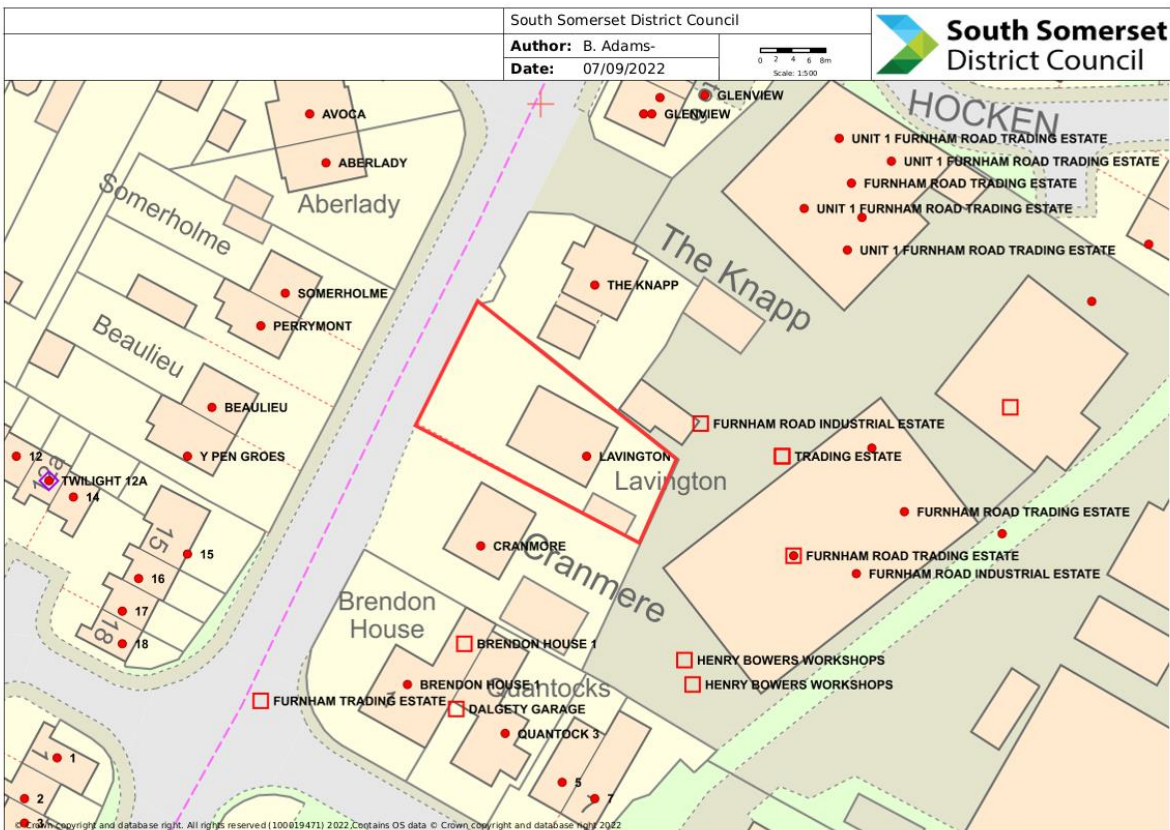 South Somerset District Council
Author: B. Adams-
Date: 07/09/2022
0 2 4 6 8m
Scale: 1:500
South Somerset
District Council
AVOCA
ABERLADY
Aberlady
Somerholme
SOMERHOLME
PERRYMONT
Beaulieu
BEAULIEU
Y PEN GROES
12
TWILIGHT 12A
14
15
15
16
17
18
18
GLENVIEW
GLENVIEW
HOCKEN
UNIT 1 FURNHAM ROAD TRADING ESTATE
UNIT 1 FURNHAM ROAD TRADING ESTATE
FURNHAM ROAD TRADING ESTATE
UNIT 1 FURNHAM ROAD TRADING ESTATE
UNIT 1 FURNHAM ROAD TRADING ESTATE
The Knapp
THE KNAPP
FURNHAM ROAD INDUSTRIAL ESTATE
LAVINGTON
TRADING ESTATE
Lavington
FURNHAM ROAD TRADING ESTATE
CRANMORE
Cranmere
FURNHAM ROAD TRADING ESTATE
FURNHAM ROAD INDUSTRIAL ESTATE
Brendon
House
BRENDON HOUSE 1
HENRY BOWERS WORKSHOPS
BRENDON HOUSE 1
Quantocks
HENRY BOWERS WORKSHOPS
FURNHAM TRADING ESTATE
DALGETY GARAGE
QUANTOCK 3
1
1
5
7
2
3
© Crown copyright and database right. All rights reserved (100019471) 2022 Contains OS data © Crown copyright and database right 2022